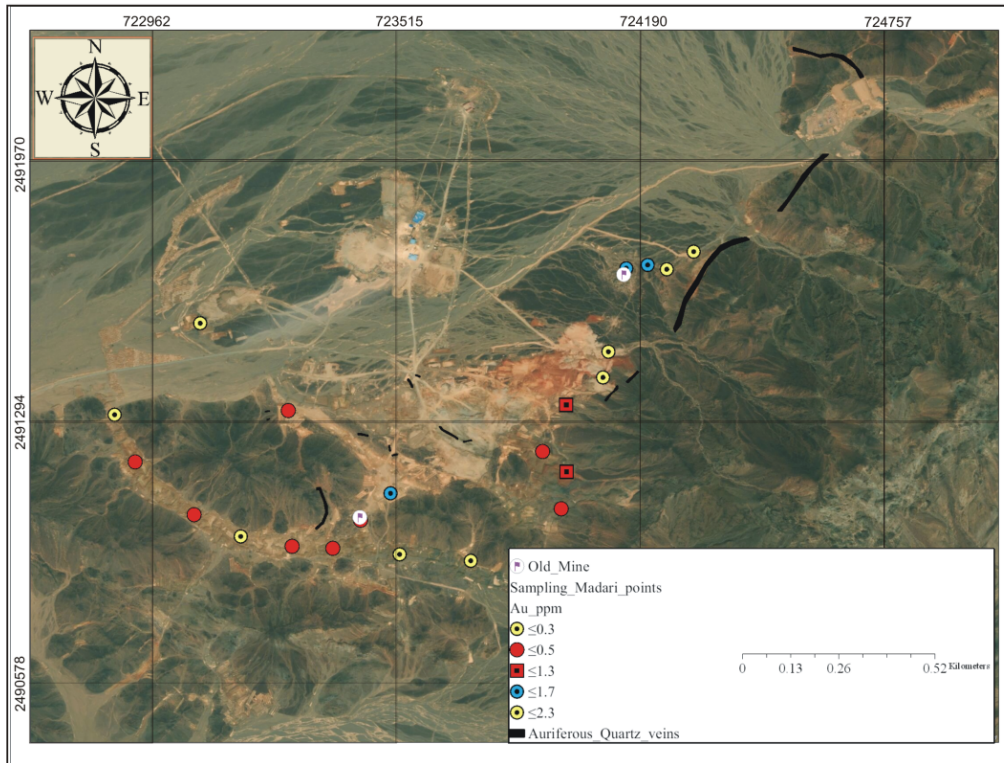 722962 723515 724190 724757
N
W E
S
2491970
2491294
2490578
Old_Mine
Sampling_Madari_points
Au_ppm
≤0.3
≤0.5
≤1.3
≤1.7
≤2.3
Auriferous_Quartz_veins
0 0.13 0.26 0.52 Kilometers